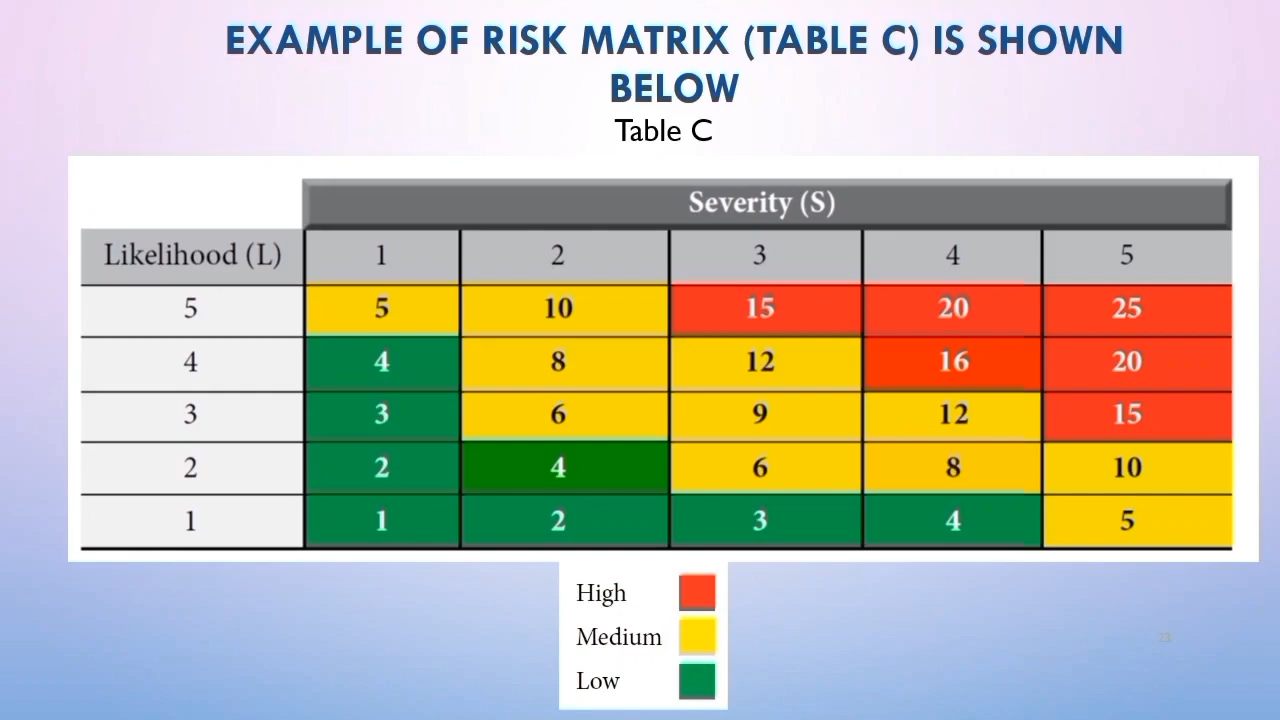 EXAMPLE OF RISK MATRIX (TABLE C) IS SHOWN
BELOW
Table C
Severity (S)
Likelihood (L) 1 2 3 4 5
5 5 10 15 20 25
4 4 8 12 16 20
3 3 6 9 12 15
2 2 4 6 8 10
1 1 2 3 4 5
High
Medium
23
Low